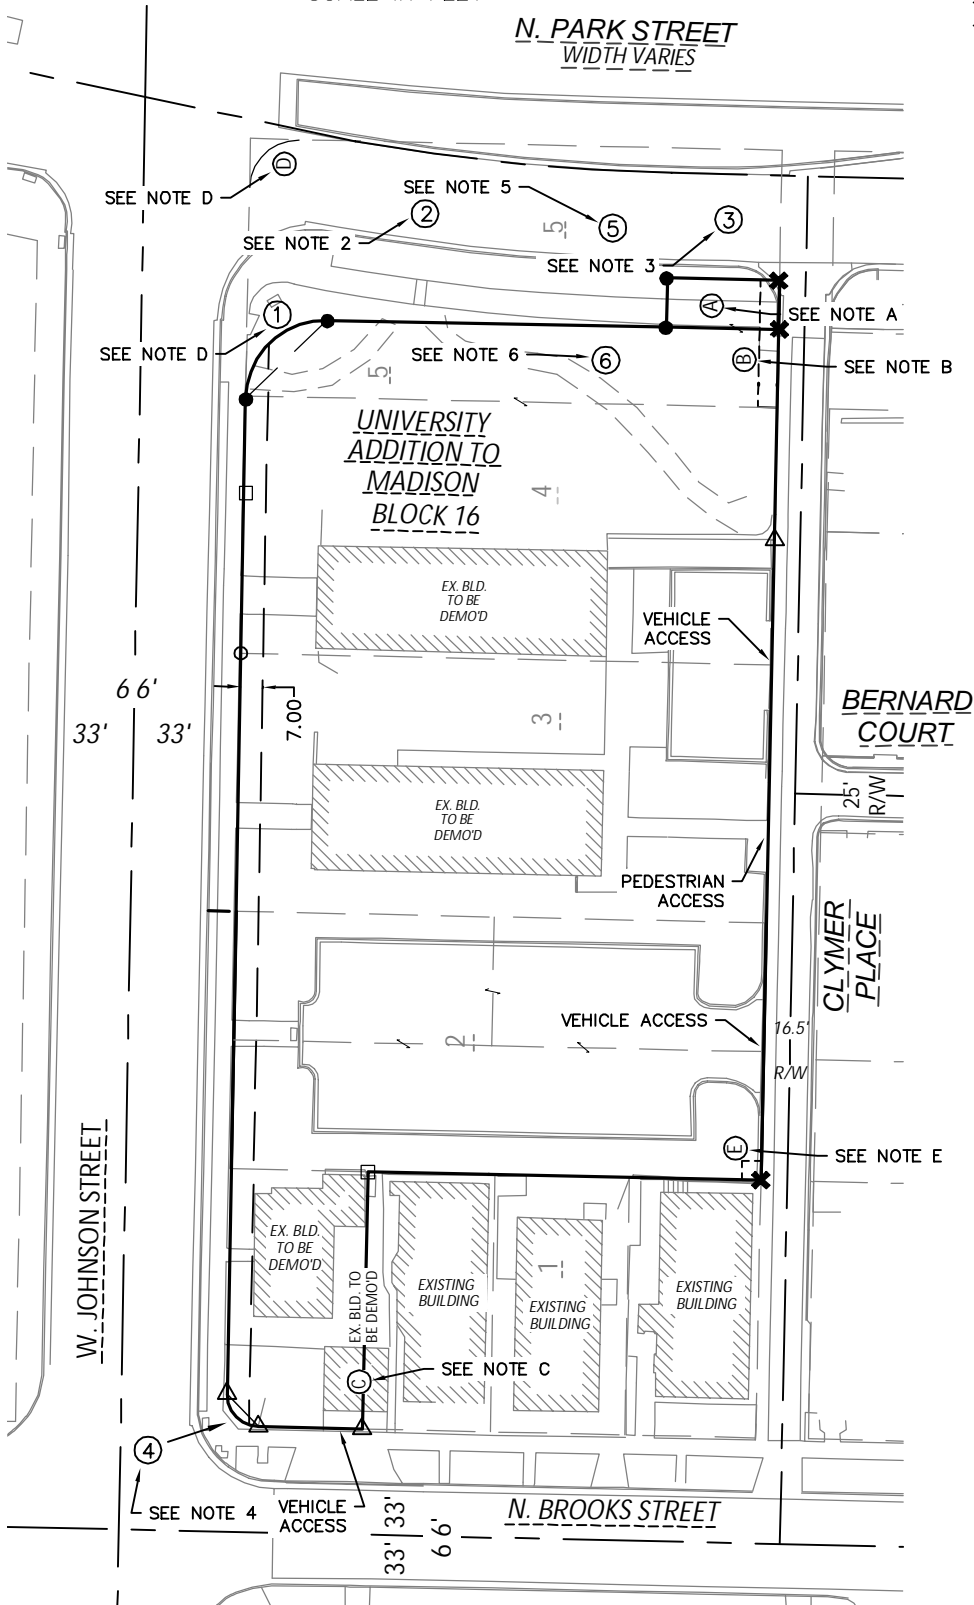 N. PARK STREET
WIDTH VARIES
D
SEE NOTE D
SEE NOTE 5
2
5
5
3
SEE NOTE 2
SEE NOTE 3
A
SEE NOTE A
1
SEE NOTE D
SEE NOTE 6
6
B
SEE NOTE B
5
UNIVERSITY
ADDITION TO
MADISON
BLOCK 16
4
EX. BLD.
TO BE
DEMO'D
VEHICLE
ACCESS
66'
33' 33'
7.00'
3
BERNARD
COURT
25'
R/W
EX. BLD.
TO BE
DEMO'D
PEDESTRIAN
ACCESS
CLYMER
PLACE
VEHICLE ACCESS
16.5'
R/W
2
W. JOHNSON STREET
E
SEE NOTE E
EX. BLD.
TO BE
DEMO'D
EX. BLD. TO
BE DEMO'D
EXISTING
BUILDING
1
EXISTING
BUILDING
EXISTING
BUILDING
C
SEE NOTE C
4
SEE NOTE 4
VEHICLE
ACCESS
33' 33'
66'
N. BROOKS STREET